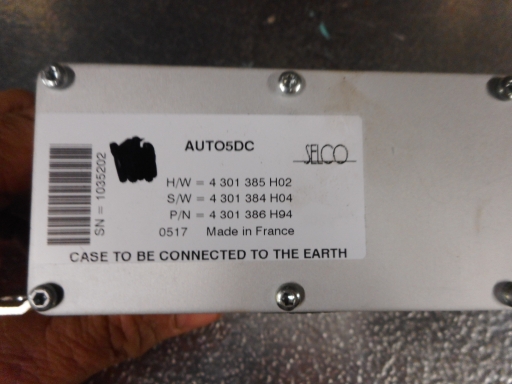 AUTO5DC
SELCO
H/W = 4 301 385 H02
S/W = 4 301 384 H04
P/N = 4 301 386 H94
0517 Made in France
SN = 1035202
CASE TO BE CONNECTED TO THE EARTH